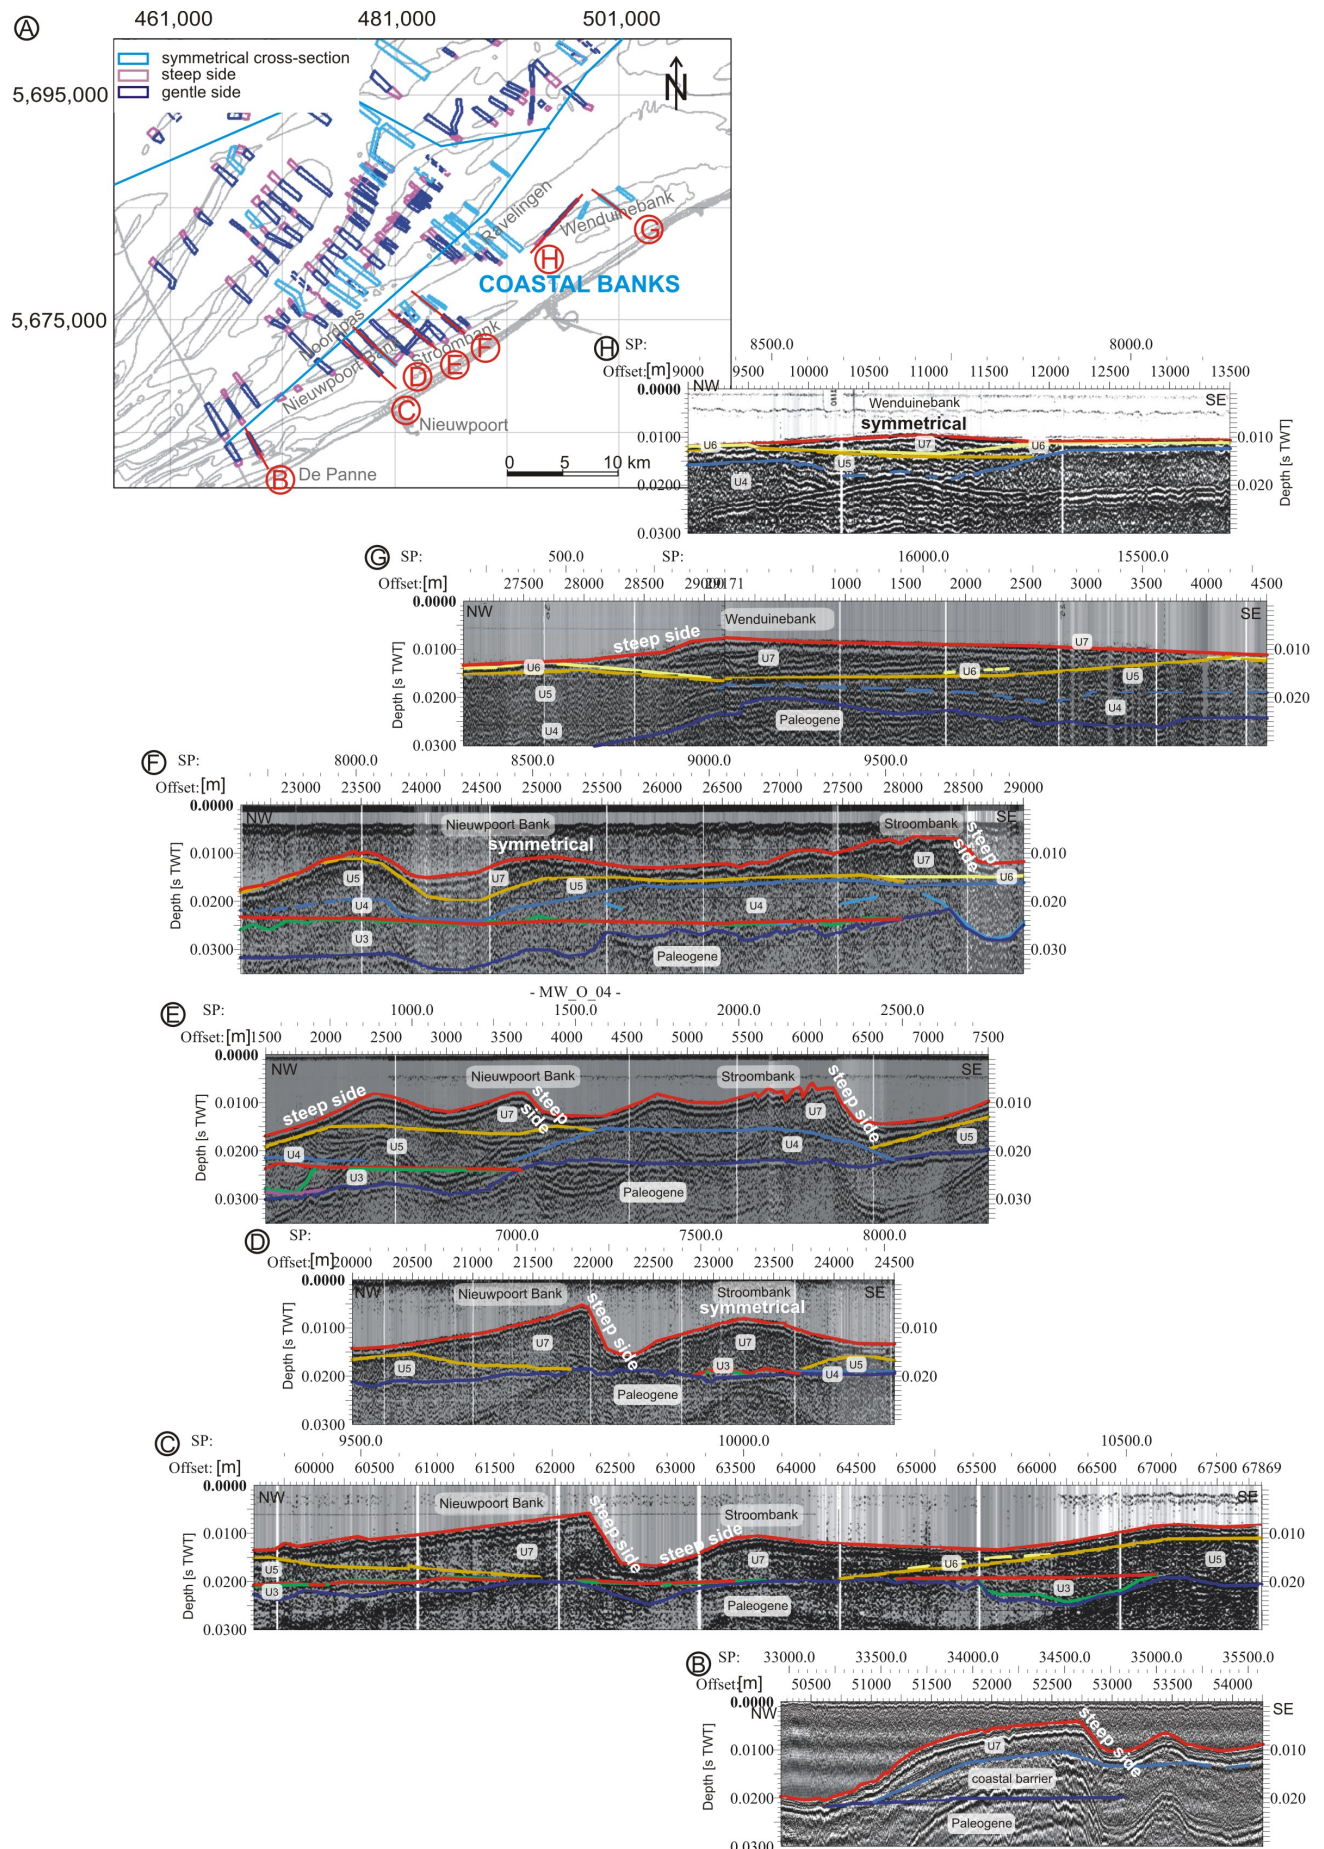 A
461,000 481,000 501,000
symmetrical cross-section
steep side
gentle side
N
5,695,000
Ravelingen
Wenduinebank
G
H
COASTAL BANKS
5,675,000
Noordpas
Nieuwpoort Bank
Stroombank
F
E
D
C
Nieuwpoort
0 5 10 km
B
De Panne
H SP: 8500.0 8000.0
Offset: [m] 9000 9500 10000 10500 11000 11500 12000 12500 13000 13500
0.0000 NW Wenduinebank SE
symmetrical
0.0100 U6 U7 U6 0.010
U5
U4
0.0200 0.020
0.0300
Depth [s TWT]
G SP: 500.0 SP: 16000.0 15500.0
Offset:[m] 27500 28000 28500 29000 29171 1000 1500 2000 2500 3000 3500 4000 4500
0.0000 NW Wenduinebank SE
steep side
0.0100 U7 0.010
U6 U7 U6 U5
0.0200 U5 0.020
U4 Paleogene U4
0.0300
Depth [s TWT]
Depth [s TWT]
F SP: 8000.0 8500.0 9000.0 9500.0
Offset:[m] 23000 23500 24000 24500 25000 25500 26000 26500 27000 27500 28000 28500 29000
0.0000 NW Nieuwpoort Bank Stroombank SE
symmetrical steep side
0.0100 U7 0.010
U5 U7 U5 U6
0.0200 U4 U4 0.020
U3
0.0300 Paleogene 0.030
Depth [s TWT]
Depth [s TWT]
- MW_O_04 -
E SP: 1000.0 1500.0 2000.0 2500.0
Offset:[m] 1500 2000 2500 3000 3500 4000 4500 5000 5500 6000 6500 7000 7500
0.0000 NW Nieuwpoort Bank Stroombank SE
steep side steep side steep side
0.0100 U7 U7 0.010
U5 U4 U5
0.0200 U4 0.020
U3
0.0300 Paleogene 0.030
Depth [s TWT]
Depth [s TWT]
D SP: 7000.0 7500.0 8000.0
Offset:[m] 20000 20500 21000 21500 22000 22500 23000 23500 24000 24500
0.0000 NW Nieuwpoort Bank Stroombank SE
steep side symmetrical
0.0100 U7 U7 0.010
U5 U3 U5
0.0200 U4 0.020
Paleogene
0.0300
Depth [s TWT]
Depth [s TWT]
C SP: 9500.0 10000.0 10500.0
Offset: [m] 60000 60500 61000 61500 62000 62500 63000 63500 64000 64500 65000 65500 66000 66500 67000 67500 67869
0.0000 NW Nieuwpoort Bank Stroombank SE
steep side steep side
0.0100 0.010
U7 U7 U6 U5
U5
0.0200 U3 U3 0.020
Paleogene
0.0300
Depth [s TWT]
Depth [s TWT]
B SP: 33000.0 33500.0 34000.0 34500.0 35000.0 35500.0
Offset:[m] 50500 51000 51500 52000 52500 53000 53500 54000
0.0000
NW SE
steep side
U7
0.0100 0.010
coastal barrier
0.0200 0.020
Paleogene
0.0300
Depth [s TWT]
Depth [s TWT]